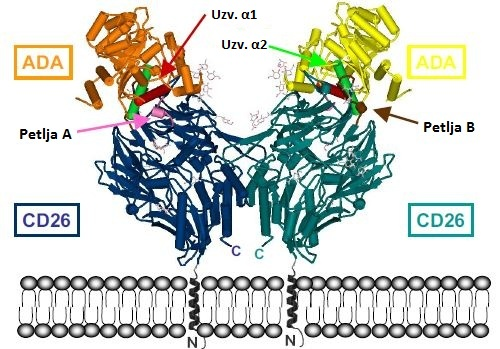 Uzv. α1
Uzv. α2
ADA
ADA
Petlja A
Petlja B
CD26
CD26
C
C
N
N